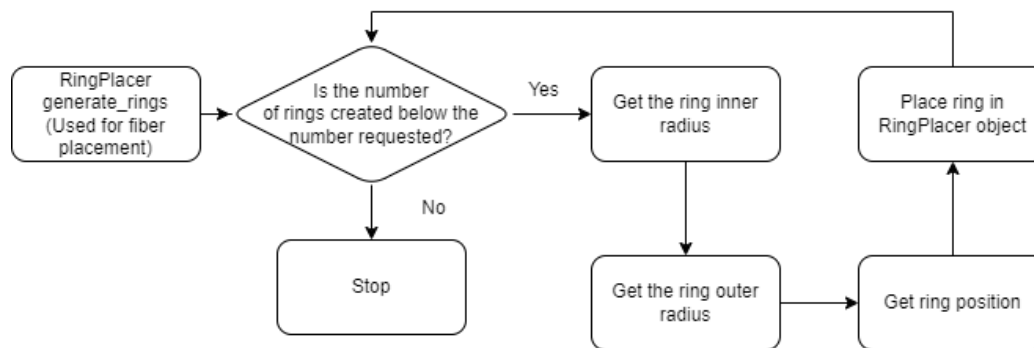 RingPlacer
generate_rings
(Used for fiber
placement)
Is the number
of rings created below the
number requested?
Yes
Get the ring inner
radius
Place ring in
RingPlacer object
No
Stop
Get the ring outer
radius
Get ring position